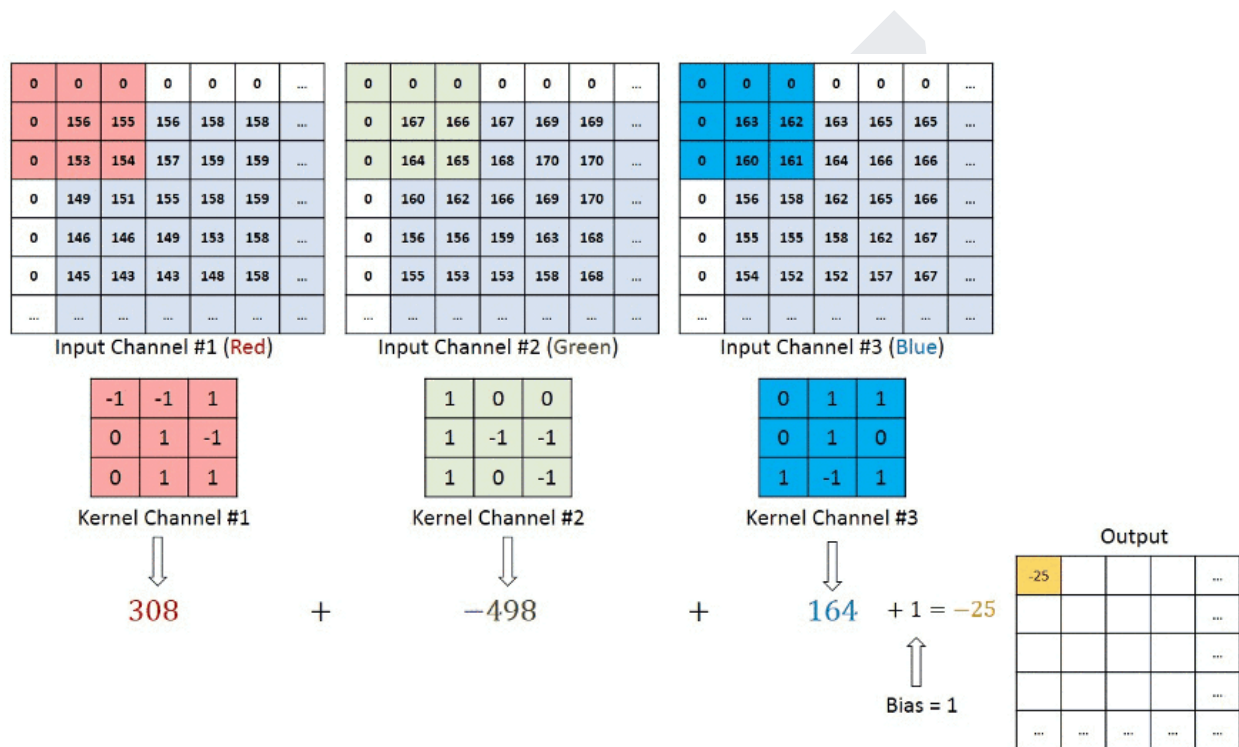 0 0 0 0 0 0 ...
0 156 155 156 158 158 ...
0 153 154 157 159 159 ...
0 149 151 155 158 159 ...
0 146 146 149 153 158 ...
0 145 143 143 148 158 ...
... ... ... ... ... ... ...
Input Channel #1 (Red)
0 0 0 0 0 0 ...
0 167 166 167 169 169 ...
0 164 165 168 170 170 ...
0 160 162 166 169 170 ...
0 156 156 159 163 168 ...
0 155 153 153 158 168 ...
... ... ... ... ... ... ...
Input Channel #2 (Green)
0 0 0 0 0 0 ...
0 163 162 163 165 165 ...
0 160 161 164 166 166 ...
0 156 158 162 165 166 ...
0 155 155 158 162 167 ...
0 154 152 152 157 167 ...
... ... ... ... ... ... ...
Input Channel #3 (Blue)
-1 -1 1
0 1 -1
0 1 1
Kernel Channel #1
1 0 0
1 -1 -1
1 0 -1
Kernel Channel #2
0 1 1
0 1 0
1 -1 1
Kernel Channel #3
308 + −498 + 164 + 1 = −25
Bias = 1
Output
-25 ...
...
...
...
... ... ... ... ...